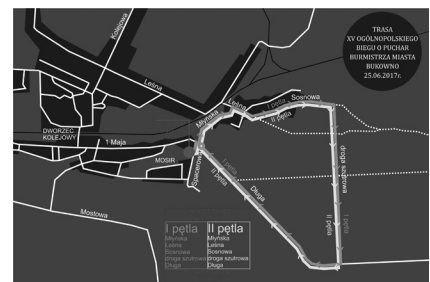 TRASA
XV OGÓLNOPOLSKIEGO
BIEGU O PUCHAR
BURMISTRZA MIASTA
BUKOWNO
25.06.2017r.
Kolejowa
Leśna
Leśna
I pętla
Sosnowa
II pętla
Młyńska
DWORZEC
KOLEJOWY
1 Maja
MOSiR
Spacerowa
I pętla
II pętla
Długa
droga szutrowa
I pętla
II pętla
Mostowa
I pętla II pętla
Młyńska Młyńska
Leśna Leśne
Sosnowa Sosnowa
droga szutrowa droga szutrowa
Długa Długa